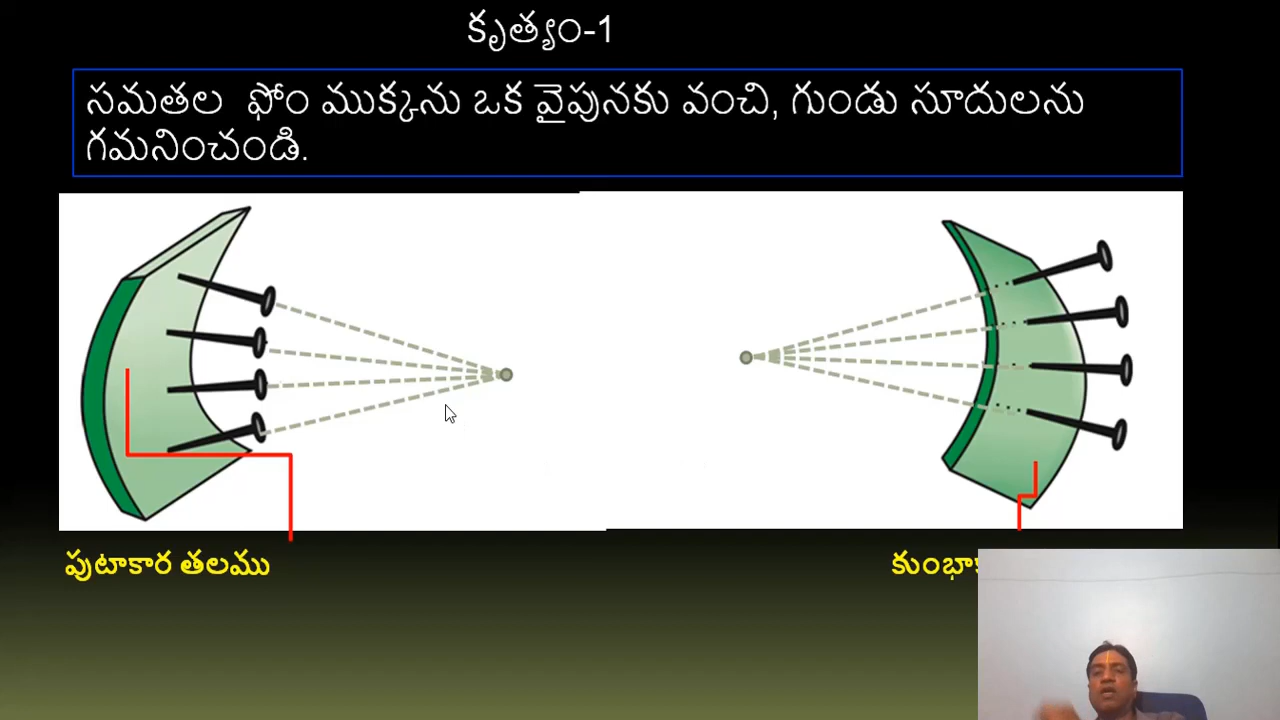 కృత్యం-1
సమతల ఫోం ముక్కను ఒక వైపునకు వంచి, గుండు సూదులను
గమనించండి.
పుటాకార తలము